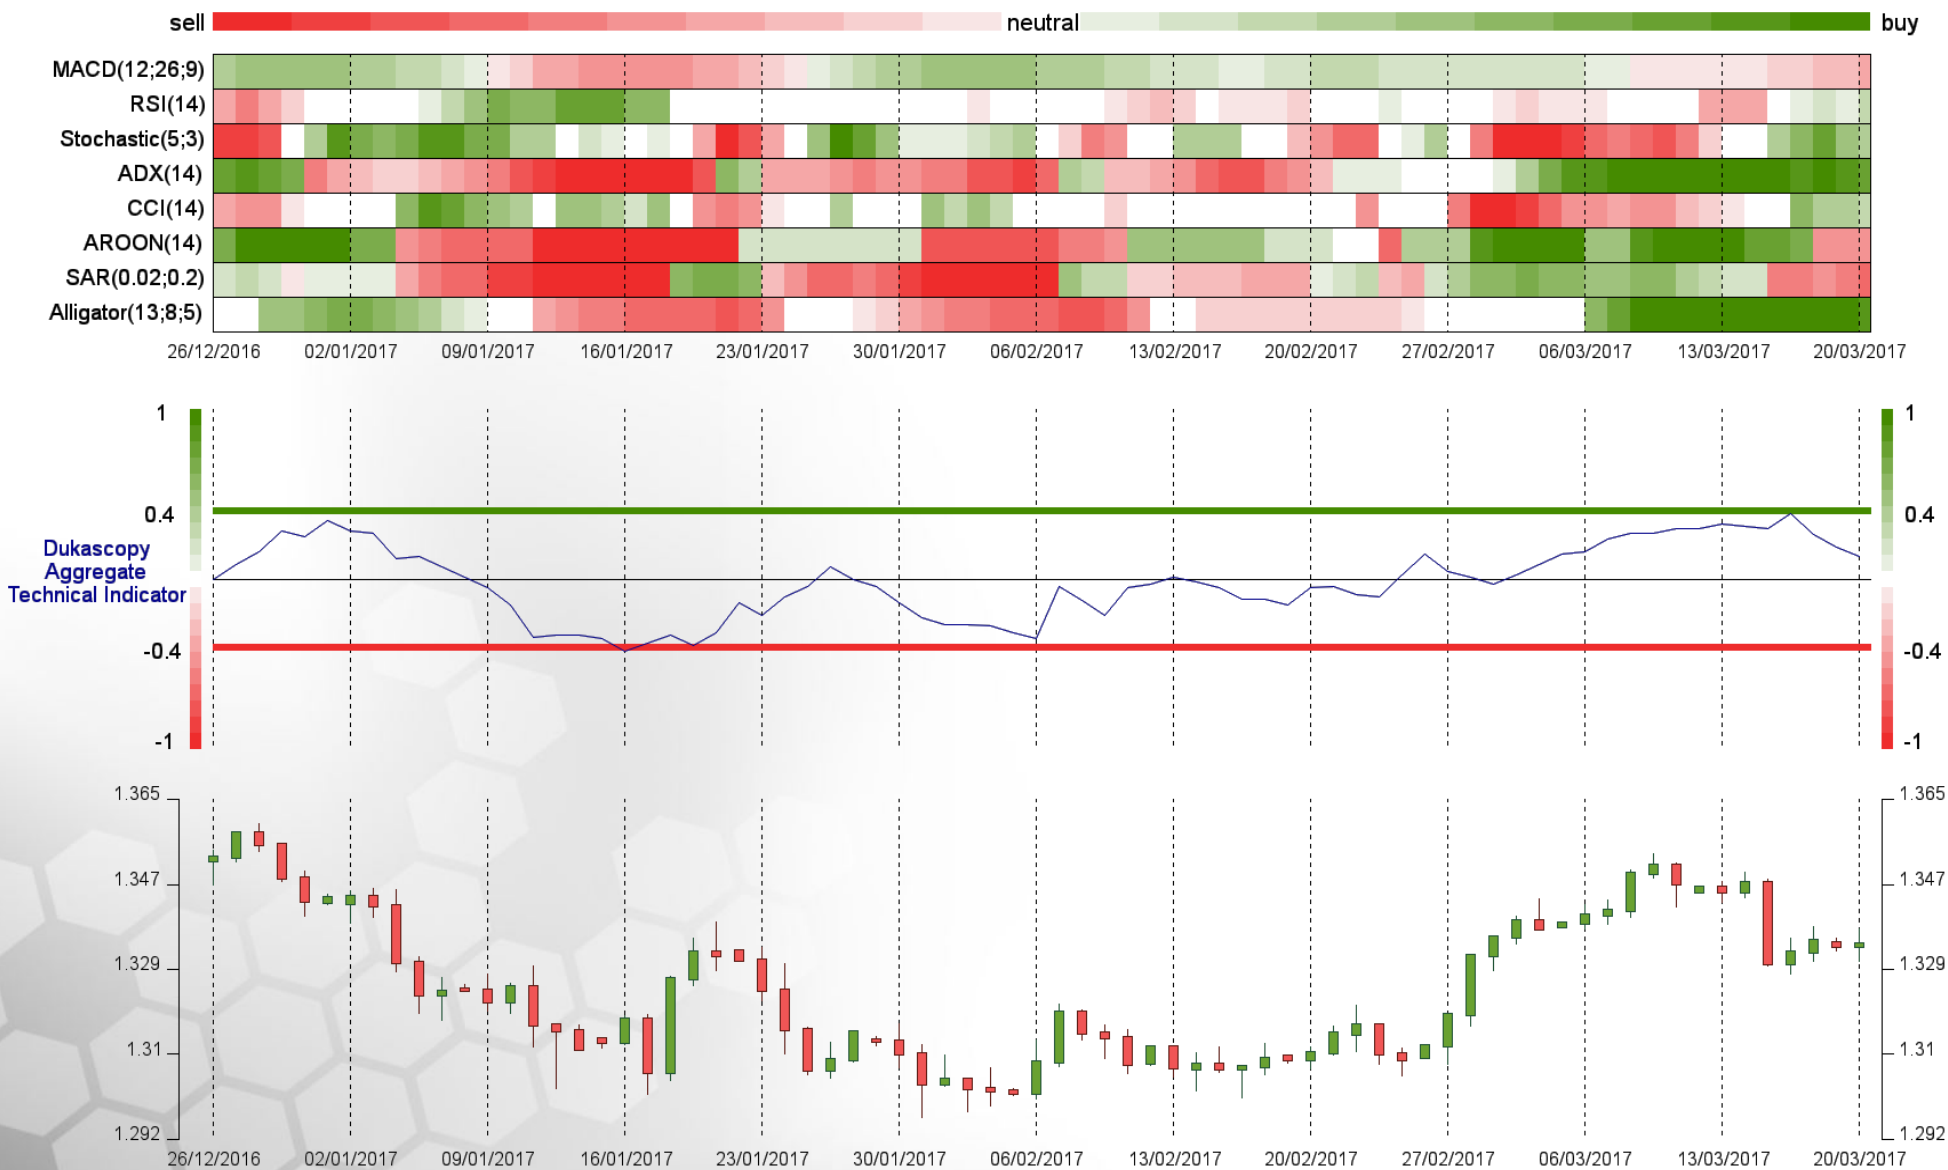 sell neutral buy
MACD(12;26;9)
RSI(14)
Stochastic(5;3)
ADX(14)
CCI(14)
AROON(14)
SAR(0.02;0.2)
Alligator(13;8;5)
26/12/2016 02/01/2017 09/01/2017 16/01/2017 23/01/2017 30/01/2017 06/02/2017 13/02/2017 20/02/2017 27/02/2017 06/03/2017 13/03/2017 20/03/2017
1 1
0.4 0.4
Dukascopy
Aggregate
Technical Indicator
-0.4 -0.4
-1 -1
1.365 1.365
1.347 1.347
1.329 1.329
1.31 1.31
1.292 1.292
26/12/2016 02/01/2017 09/01/2017 16/01/2017 23/01/2017 30/01/2017 06/02/2017 13/02/2017 20/02/2017 27/02/2017 06/03/2017 13/03/2017 20/03/2017